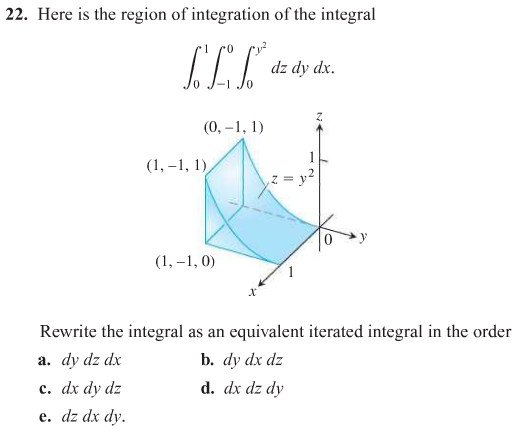 22. Here is the region of integration of the integral
∫₀¹ ∫₋₁⁰ ∫₀^{y²} dz dy dx.
z
(0, −1, 1)
1
(1, −1, 1)
z = y²
0 y
(1, −1, 0)
1
x
Rewrite the integral as an equivalent iterated integral in the order
a. dy dz dx b. dy dx dz
c. dx dy dz d. dx dz dy
e. dz dx dy.